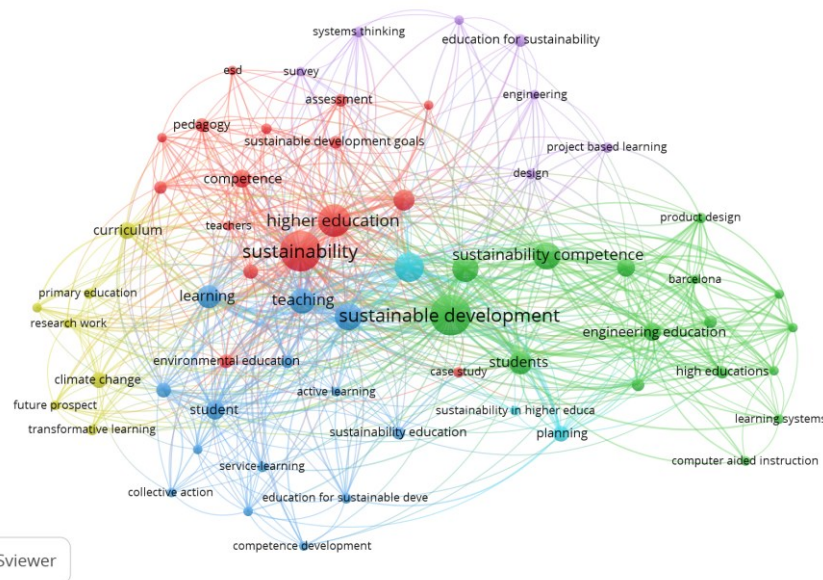 systems thinking
education for sustainability
esd
survey
assessment
engineering
pedagogy
sustainable development goals
project based learning
competence
design
higher education
product design
teachers
curriculum
sustainability
sustainability competence
barcelona
primary education
learning
teaching
research work
sustainable development
engineering education
environmental education
students
case study
high educations
climate change
active learning
future prospect
student
sustainability in higher educa
learning systems
transformative learning
sustainability education
planning
computer aided instruction
service-learning
collective action
education for sustainable deve
competence development
Sviewer